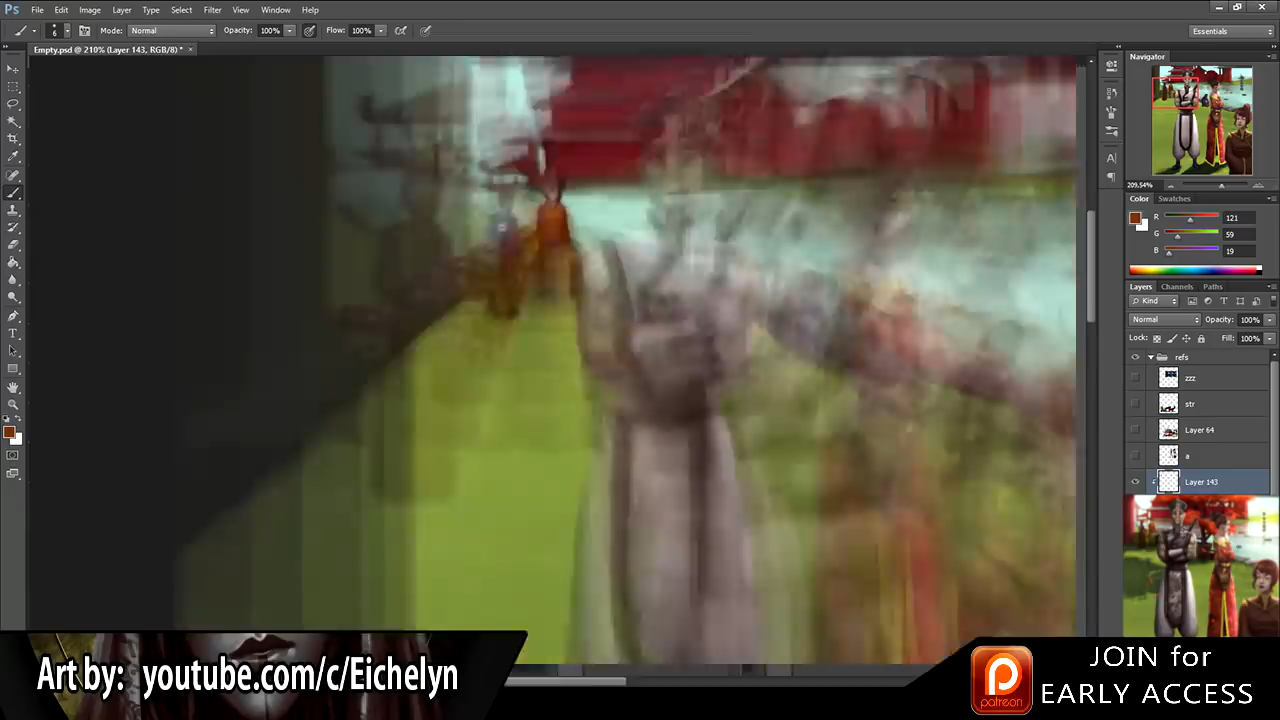 Ps File Edit Image Layer Type Select Filter View Window Help
6 Mode: Normal Opacity: 100% Flow: 100% Essentials
Empty.psd @ 210% (Layer 143, RGB/8) * ×
Navigator
209.54%
Color Swatches
R 121
G 59
B 19
Layers Channels Paths
Kind
Normal Opacity: 100%
Lock: Fill: 100%
refs
zzz
str
Layer 64
a
Layer 143
Art by: youtube.com/c/Eichelyn
patreon
JOIN for
EARLY ACCESS